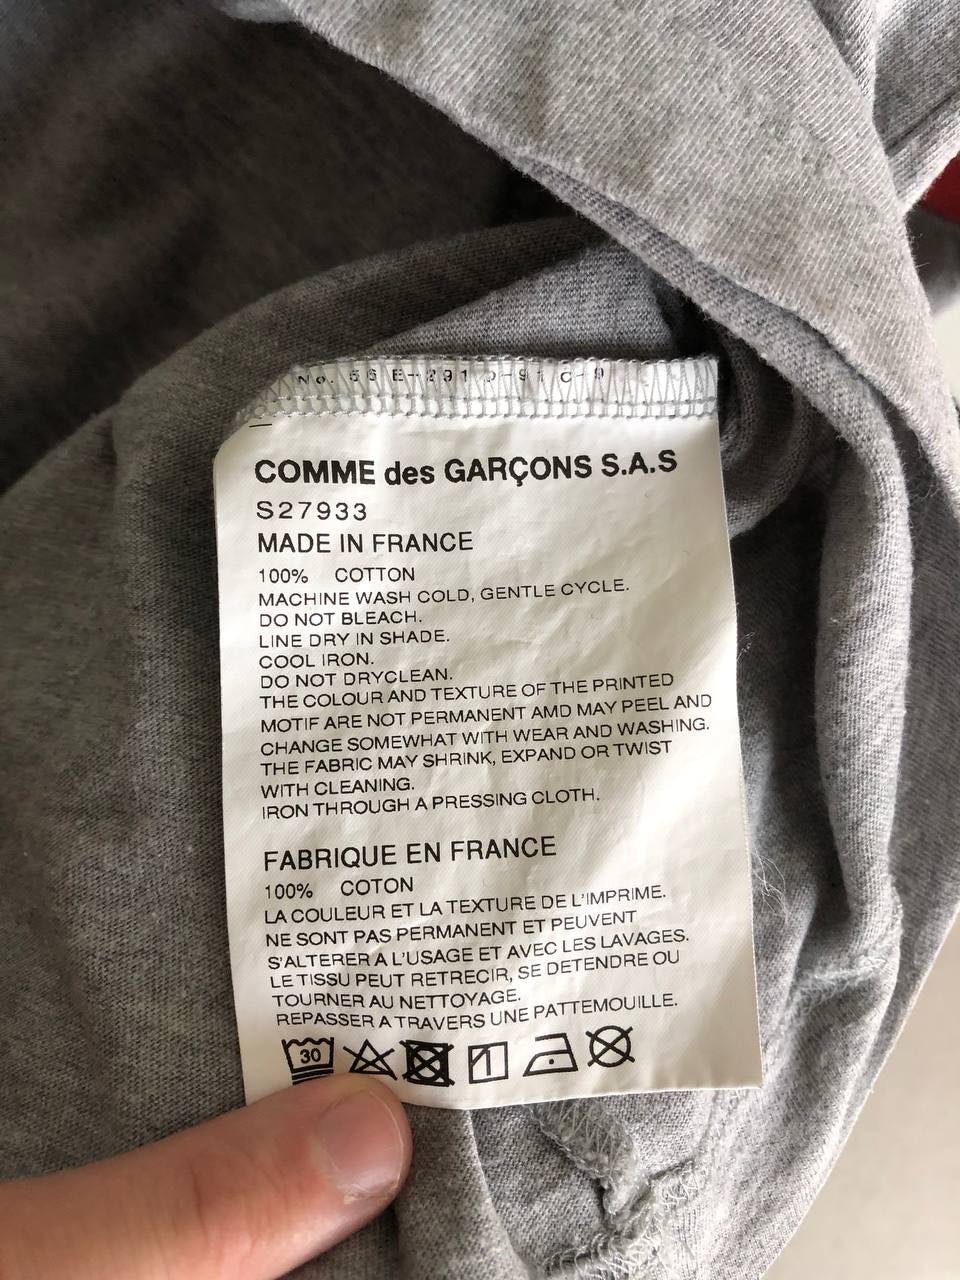 COMME des GARÇONS S.A.S
S27933
MADE IN FRANCE
100% COTTON
MACHINE WASH COLD, GENTLE CYCLE.
DO NOT BLEACH.
LINE DRY IN SHADE.
COOL IRON.
DO NOT DRYCLEAN.
THE COLOUR AND TEXTURE OF THE PRINTED
MOTIF ARE NOT PERMANENT AMD MAY PEEL AND
CHANGE SOMEWHAT WITH WEAR AND WASHING.
THE FABRIC MAY SHRINK, EXPAND OR TWIST
WITH CLEANING.
IRON THROUGH A PRESSING CLOTH.
FABRIQUE EN FRANCE
100% COTON
LA COULEUR ET LA TEXTURE DE L'IMPRIME.
NE SONT PAS PERMANENT ET PEUVENT
S'ALTERER A L'USAGE ET AVEC LES LAVAGES.
LE TISSU PEUT RETRECIR, SE DETENDRE OU
TOURNER AU NETTOYAGE.
REPASSER A TRAVERS UNE PATTEMOUILLE.
30